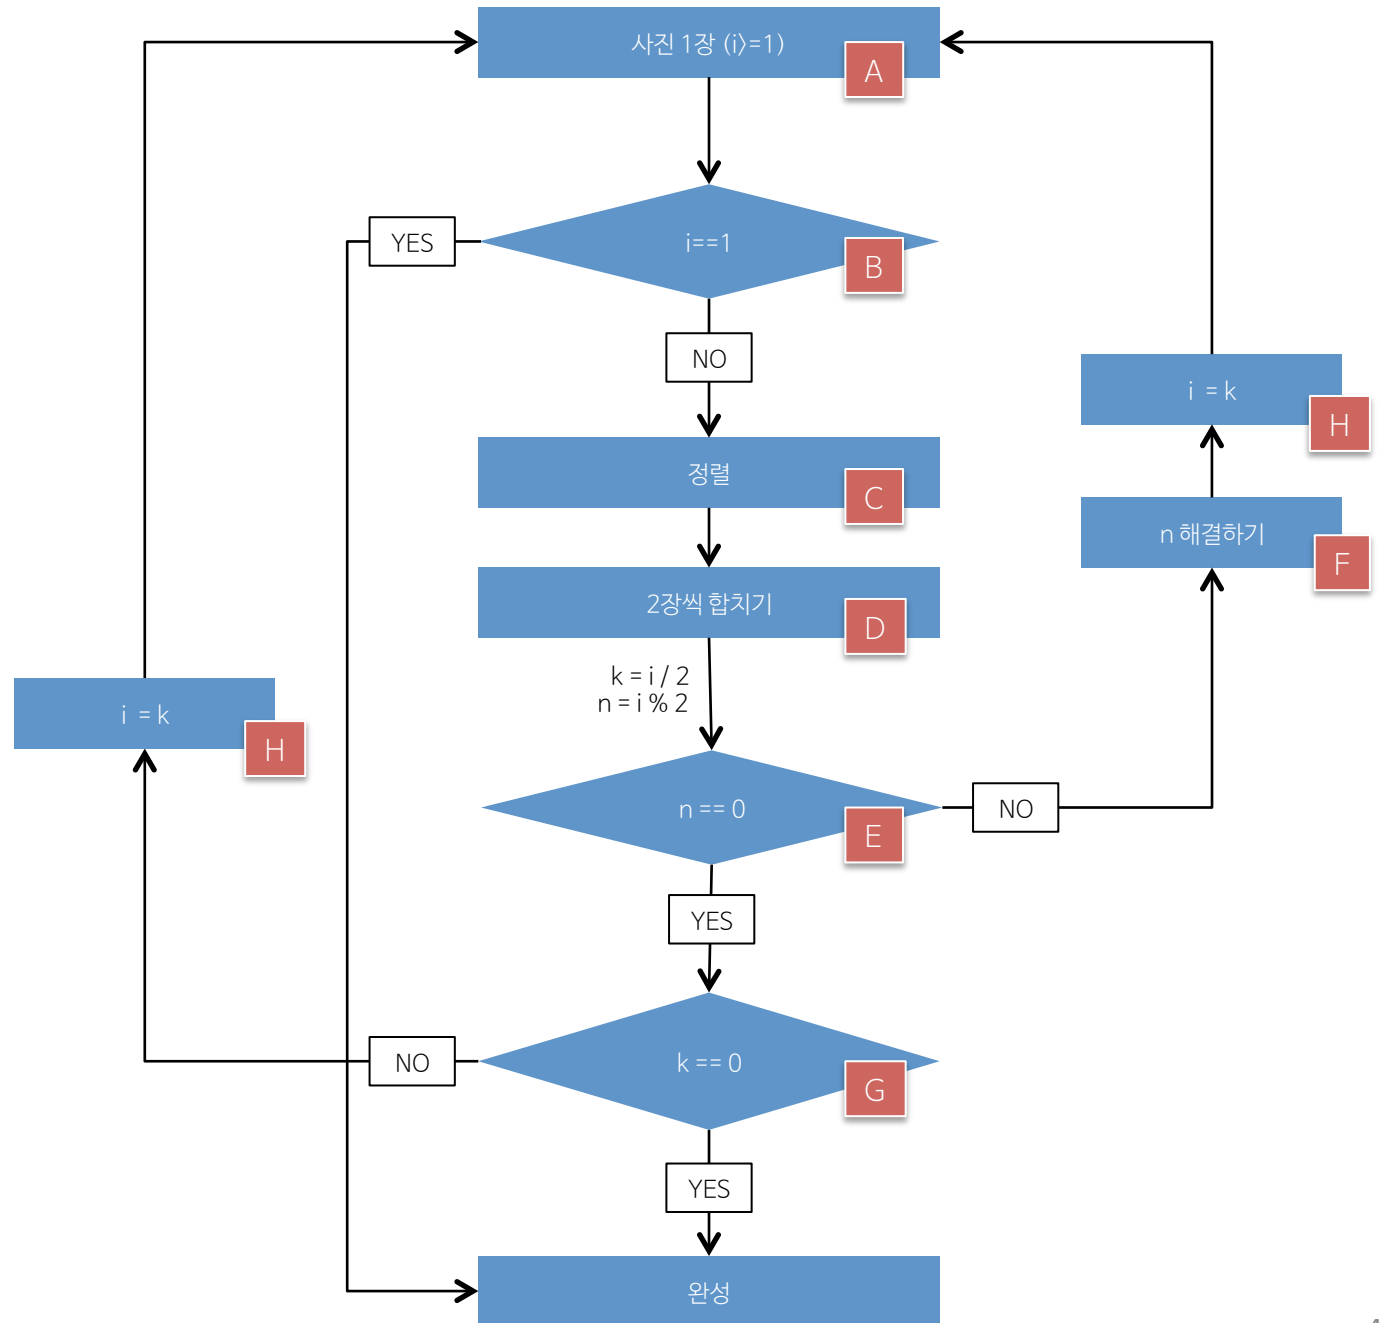 사진 1장 (i>=1)
A
YES
i==1
B
NO
i = k
H
정렬
C
n 해결하기
F
2장씩 합치기
D
k = i / 2
n = i % 2
i = k
H
n == 0
E
NO
YES
NO
k == 0
G
YES
완성